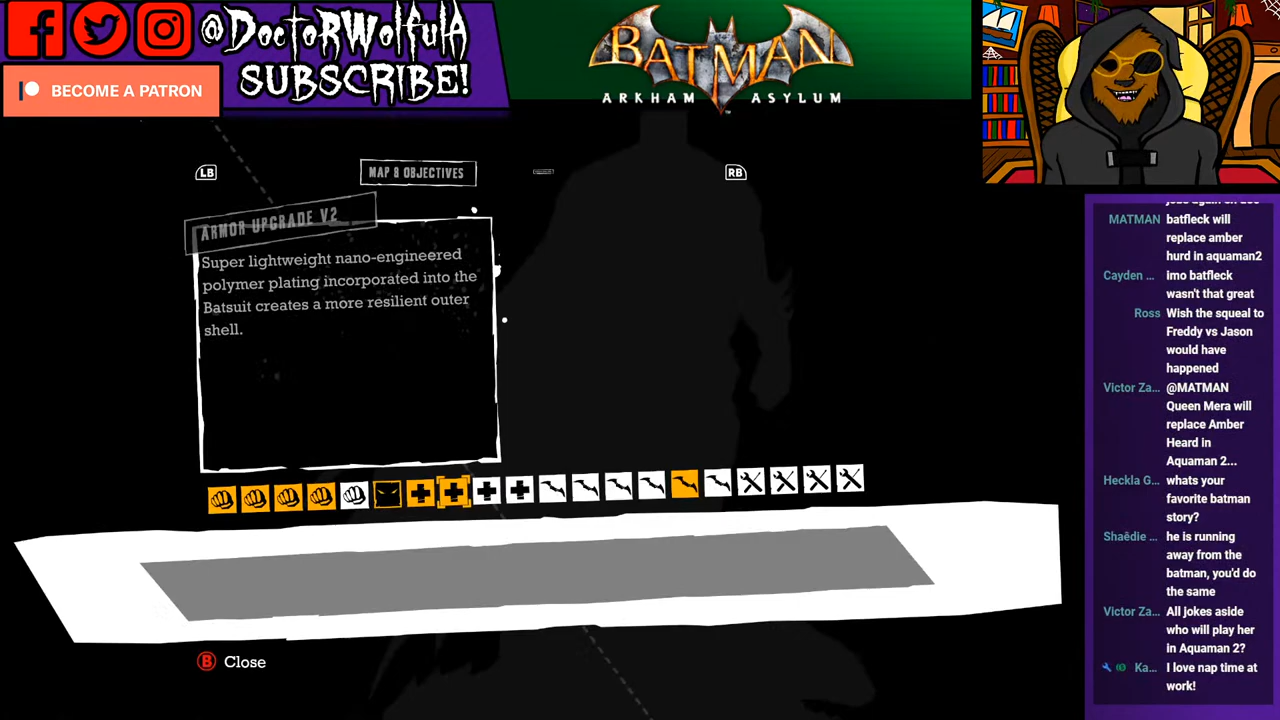 @DoctoRWolfulA
SUBSCRIBE!
BECOME A PATRON
BATMAN
ARKHAM ASYLUM
LB
MAP & OBJECTIVES
RB
ARMOR UPGRADE V2
Super lightweight nano-engineered
polymer plating incorporated into the
Batsuit creates a more resilient outer
shell.
B Close
MATMAN batfleck will
replace amber
hurd in aquaman2
Cayden ... imo batfleck
wasn't that great
Ross Wish the squeal to
Freddy vs Jason
would have
happened
Victor Za... @MATMAN
Queen Mera will
replace Amber
Heard in
Aquaman 2...
Heckla G... whats your
favorite batman
story?
Shaêdie ... he is running
away from the
batman, you'd do
the same
Victor Za... All jokes aside
who will play her
in Aquaman 2?
Ka... I love nap time at
work!